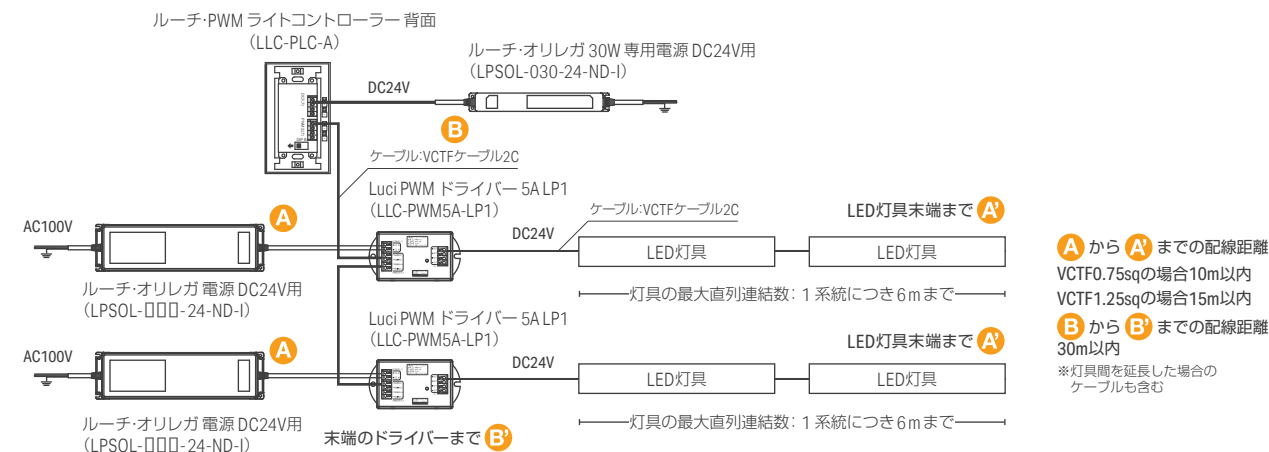 ルーチ・PWM ライトコントローラー 背面
（LLC-PLC-A）
ルーチ・オリレガ 30W 専用電源 DC24V用
（LPSOL-030-24-ND-I）
DC24V
B
ケーブル:VCTFケーブル2C
Luci PWM ドライバー 5A LP1
（LLC-PWM5A-LP1）
AC100V
A
ケーブル:VCTFケーブル2C
DC24V
LED灯具末端まで A'
LED灯具
LED灯具
ルーチ・オリレガ 電源 DC24V用
（LPSOL-□□□-24-ND-I）
灯具の最大直列連結数: 1 系統につき6mまで
Luci PWM ドライバー 5A LP1
（LLC-PWM5A-LP1）
AC100V
A
DC24V
LED灯具末端まで A'
LED灯具
LED灯具
ルーチ・オリレガ 電源 DC24V用
（LPSOL-□□□-24-ND-I）
末端のドライバーまで B'
灯具の最大直列連結数: 1 系統につき6mまで
A から A' までの配線距離
VCTF0.75sqの場合10m以内
VCTF1.25sqの場合15m以内
B から B' までの配線距離
30m以内
※灯具間を延長した場合の
ケーブルも含む